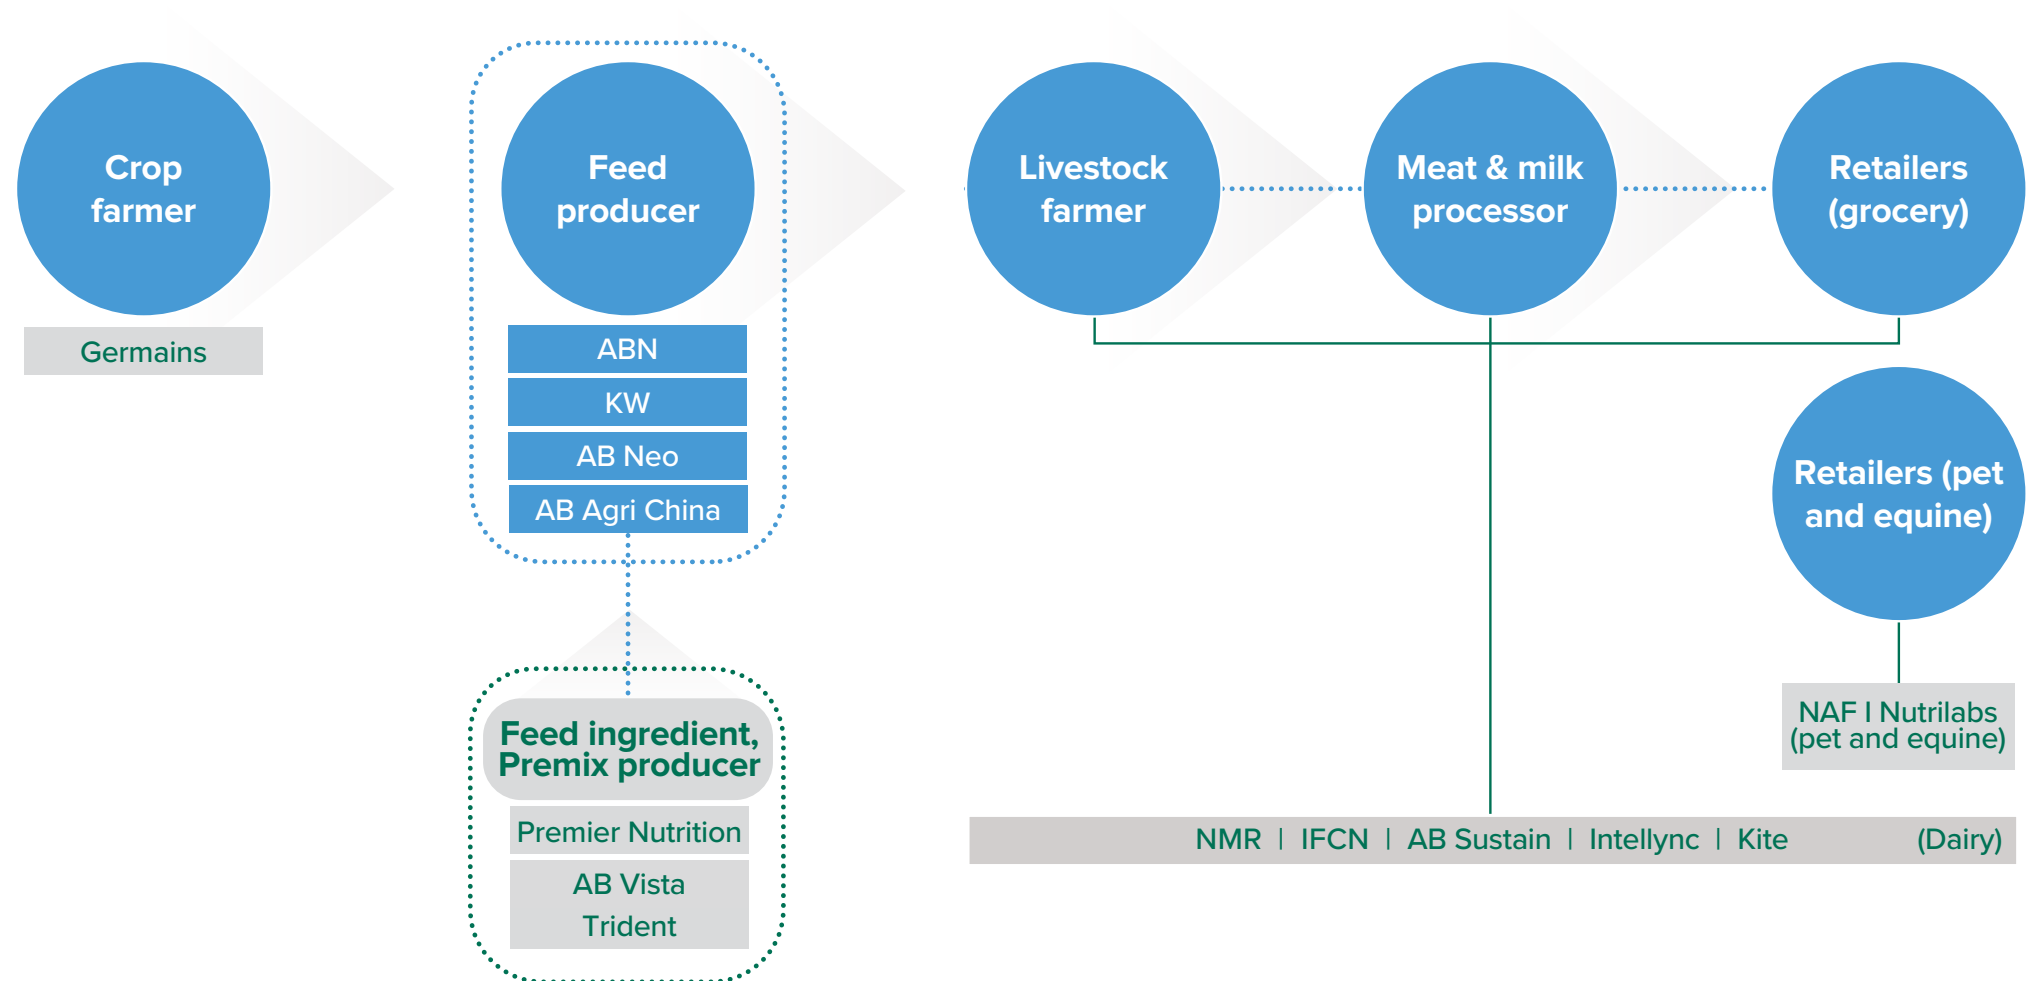 Crop
farmer
Germains
Feed
producer
ABN
KW
AB Neo
AB Agri China
Feed ingredient,
Premix producer
Premier Nutrition
AB Vista
Trident
Livestock
farmer
Meat & milk
processor
Retailers
(grocery)
Retailers (pet
and equine)
NAF I Nutrilabs
(pet and equine)
NMR | IFCN | AB Sustain | Intellync | Kite (Dairy)